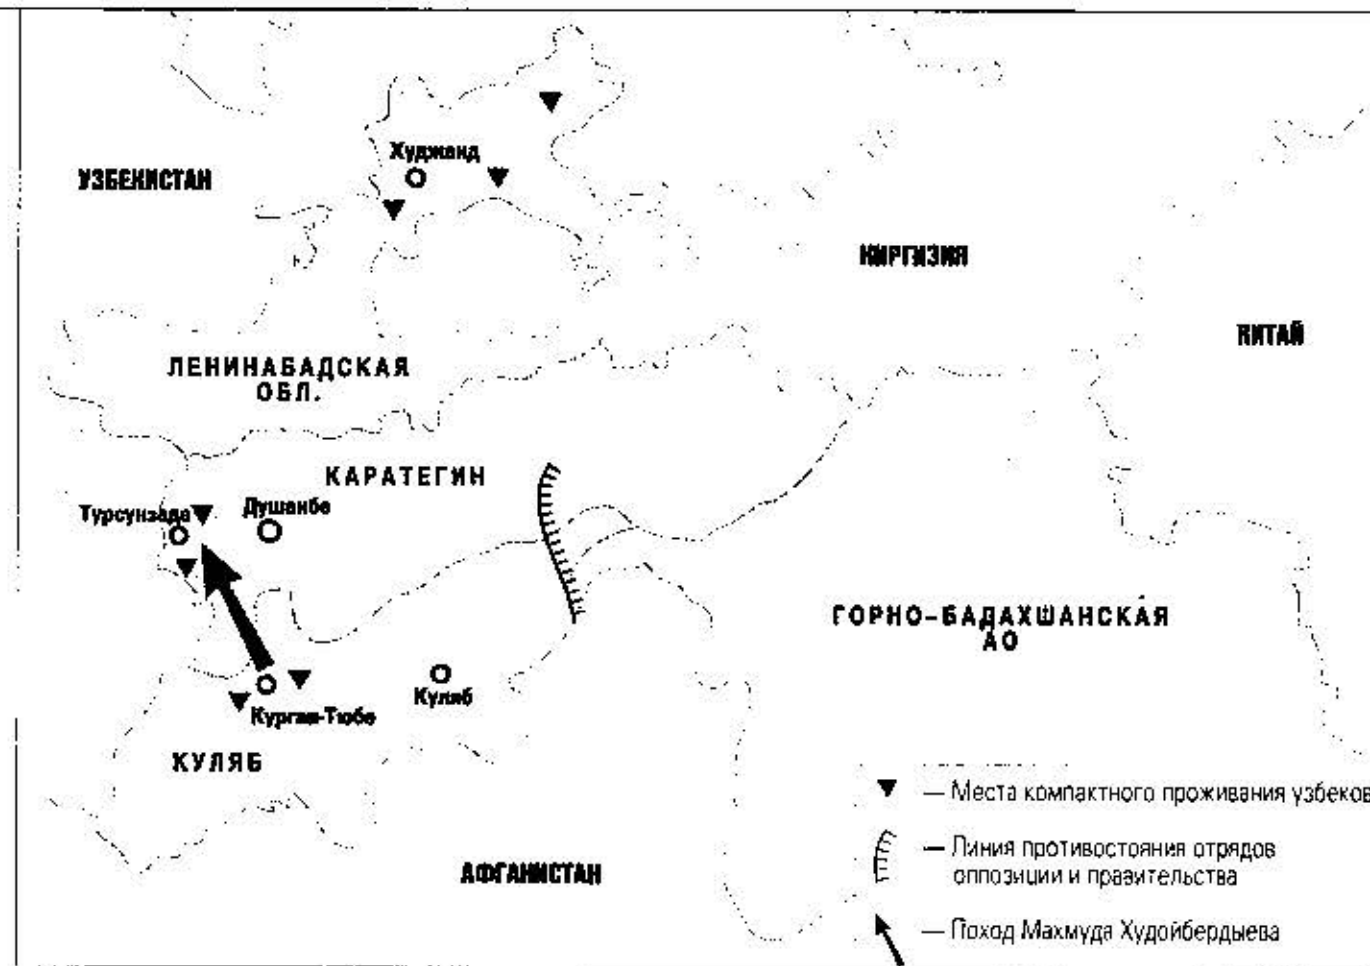 Худжанд
УЗБЕКИСТАН
КИРГИЗИЯ
КИТАЙ
ЛЕНИНАБАДСКАЯ
ОБЛ.
КАРАТЕГИН
Турсунзаде
Душанбе
ГОРНО-БАДАХШАНСКАЯ
АО
Куляб
Курган-Тюбе
КУЛЯБ
АФГАНИСТАН
— Места компактного проживания узбеков
— Линия противостояния отрядов
оппозиции и правительства
— Поход Махмуда Худойбердыева